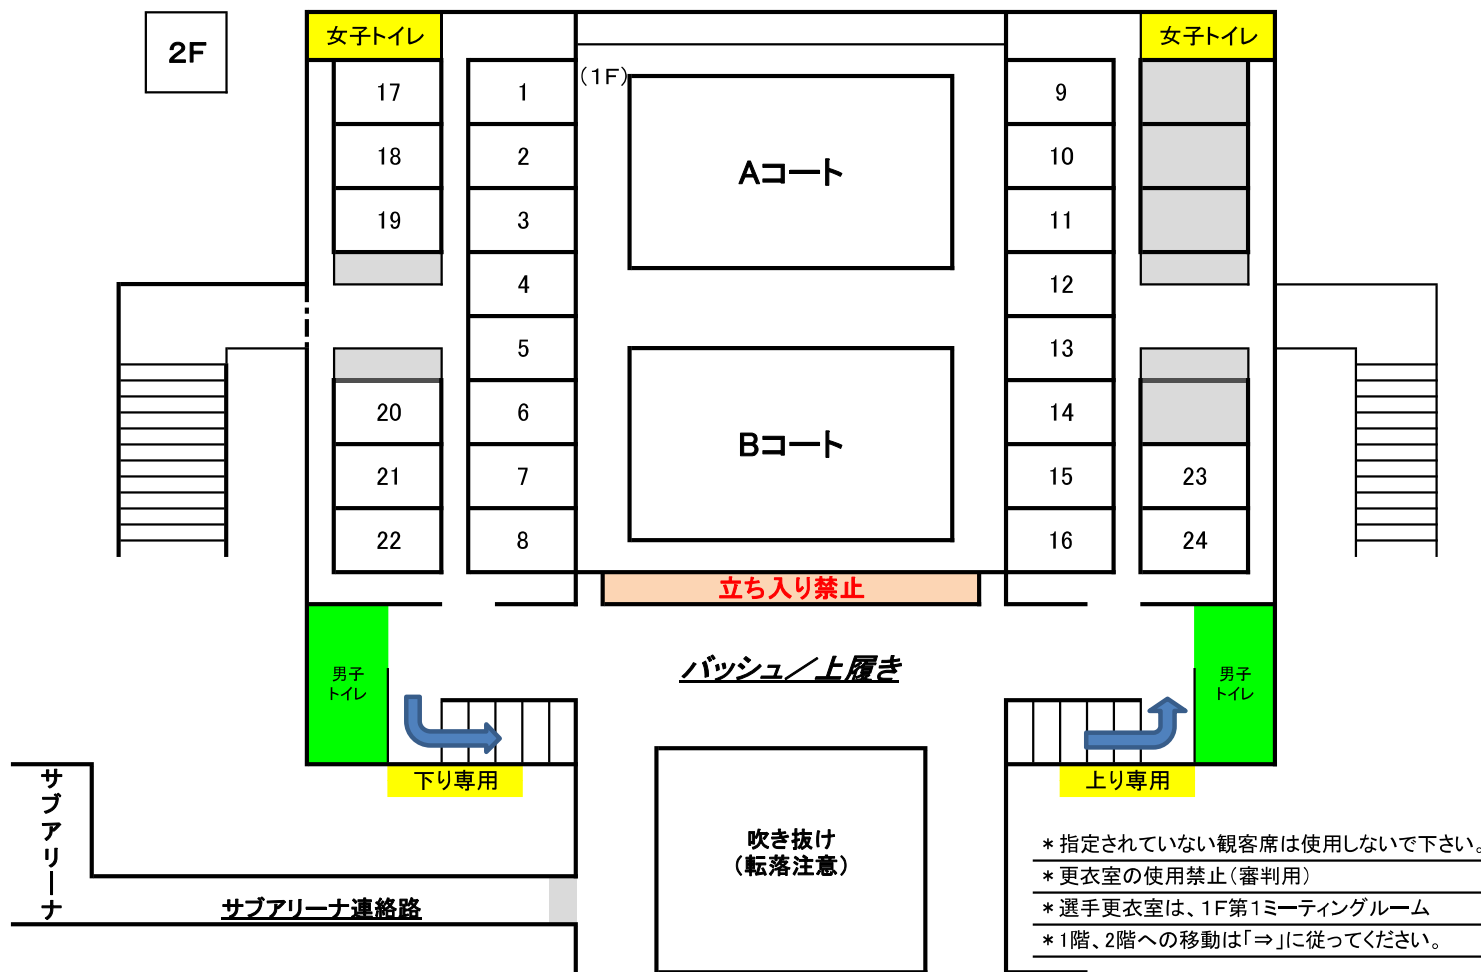 2F
女子トイレ
女子トイレ
(1F)
17
1
9
18
2
10
Aコート
19
3
11
4
12
5
13
20
6
14
Bコート
21
7
15
23
22
8
16
24
立ち入り禁止
バッシュ／上履き
男子
トイレ
男子
トイレ
下り専用
上り専用
サブアリーナ
吹き抜け
（転落注意）
サブアリーナ連絡路
＊指定されていない観客席は使用しないで下さい。
＊更衣室の使用禁止（審判用）
＊選手更衣室は、1F第1ミーティングルーム
＊1階、2階への移動は「⇒」に従ってください。